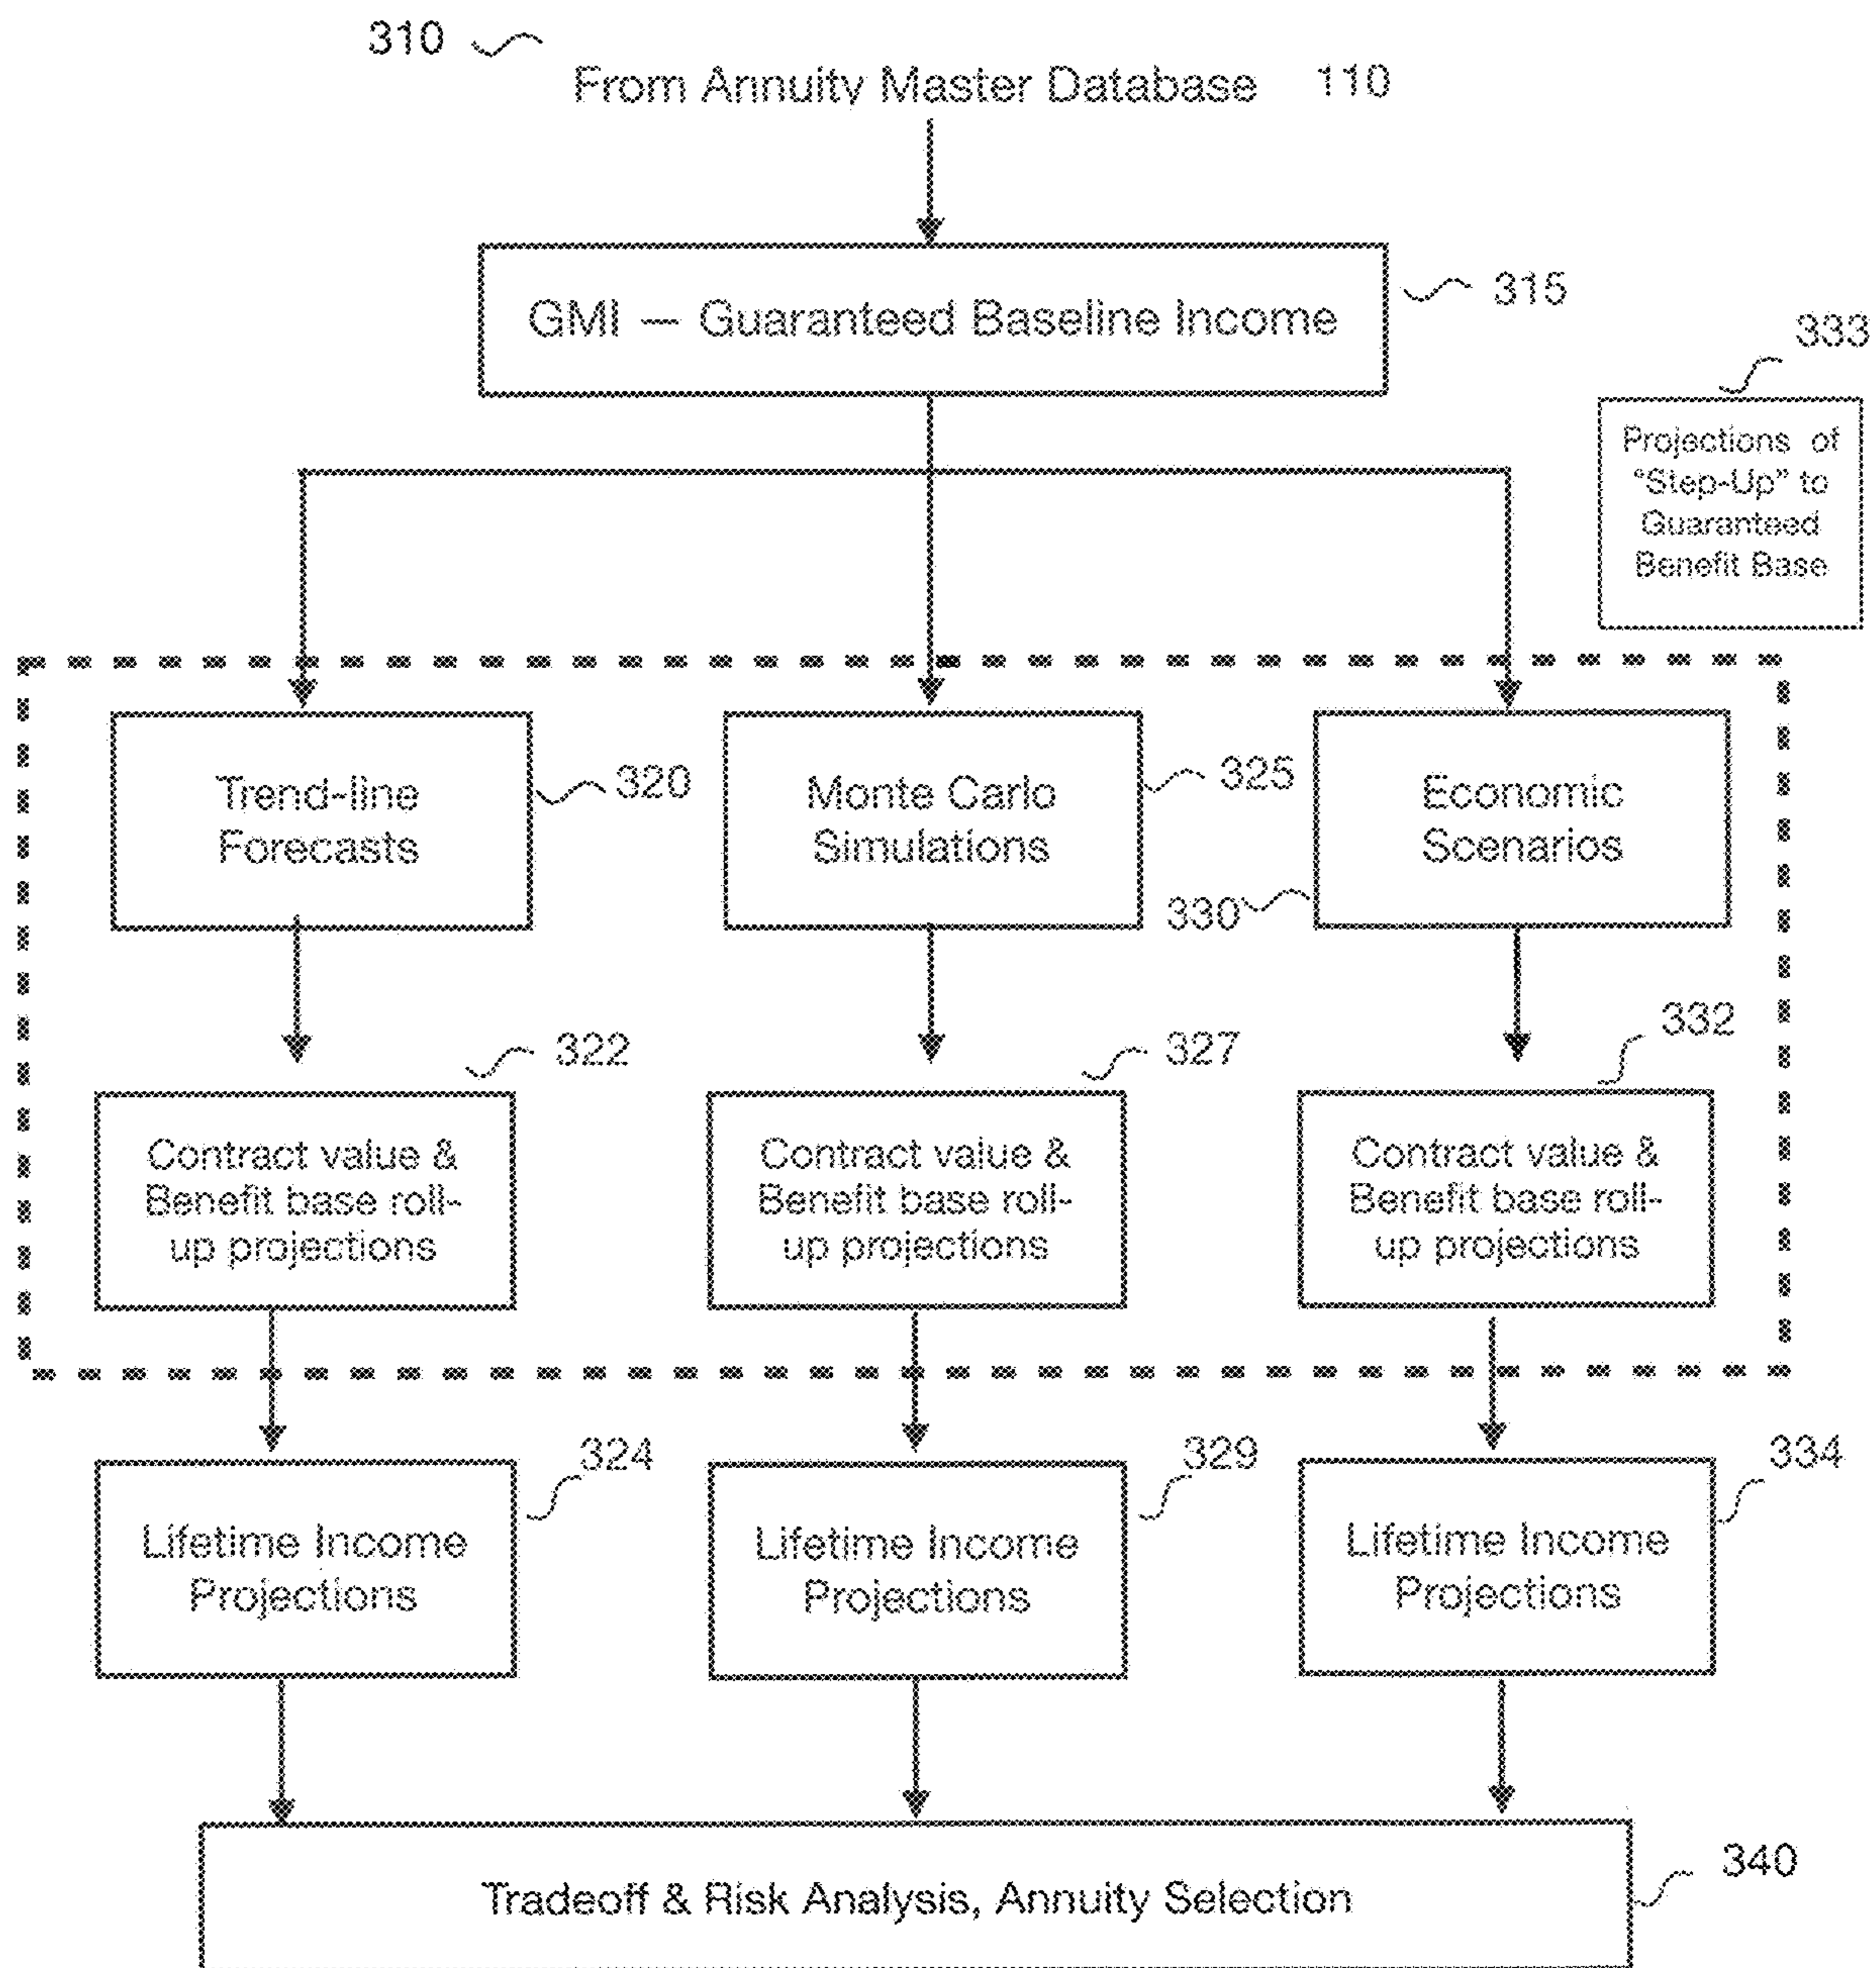 310
From Annuity Master Database 110
GMI — Guaranteed Baseline Income
315
333
Projections of
"Step-Up" to
Guaranteed
Benefit Base
Trend-line
Forecasts
320
Monte Carlo
Simulations
325
Economic
Scenarios
330
322
327
332
Contract value &
Benefit base roll-
up projections
Contract value &
Benefit base roll-
up projections
Contract value &
Benefit base roll-
up projections
324
329
334
Lifetime Income
Projections
Lifetime Income
Projections
Lifetime Income
Projections
Tradeoff & Risk Analysis, Annuity Selection
340